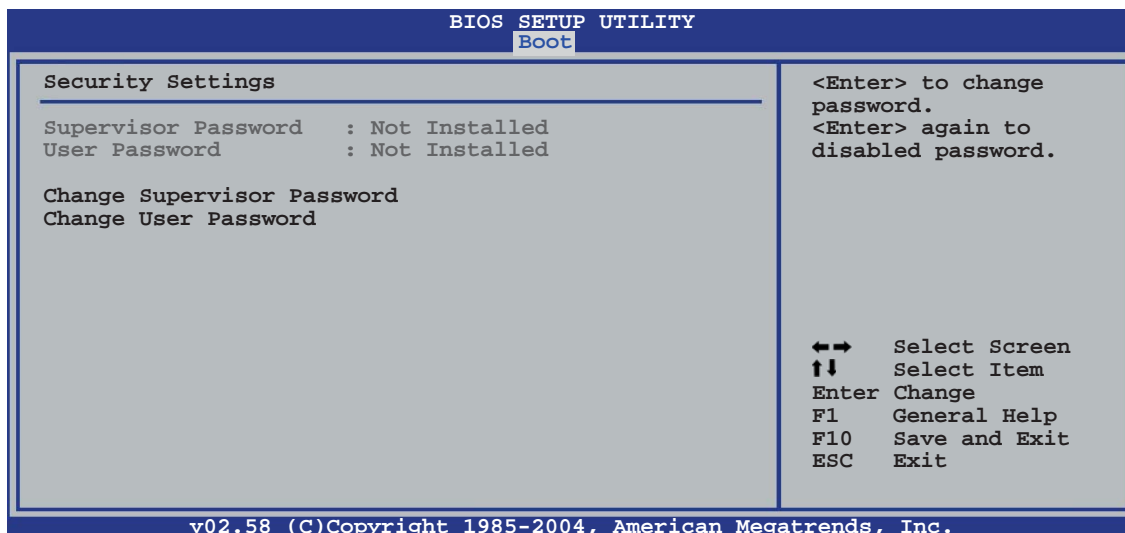 BIOS SETUP UTILITY
Boot
Security Settings
Supervisor Password : Not Installed
User Password : Not Installed
Change Supervisor Password
Change User Password
<Enter> to change
password.
<Enter> again to
disabled password.
←→ Select Screen
↑↓ Select Item
Enter Change
F1 General Help
F10 Save and Exit
ESC Exit
v02.58 (C)Copyright 1985-2004, American Megatrends, Inc.